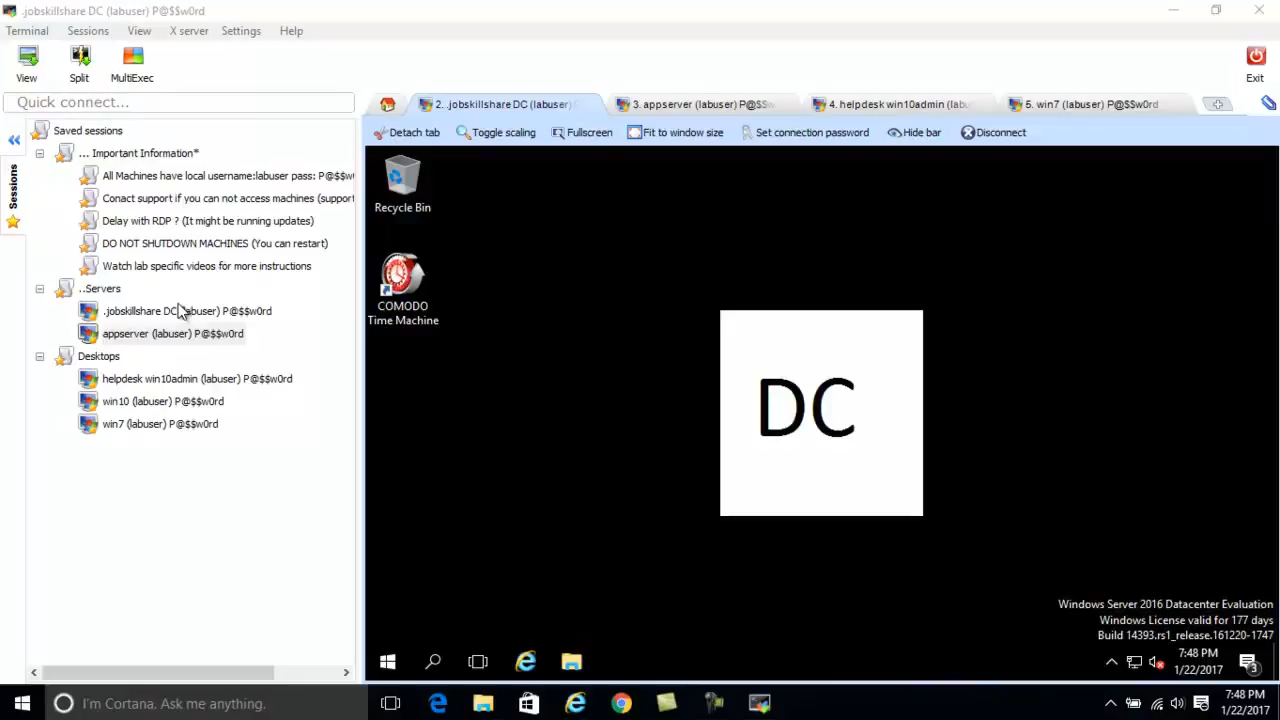 .jobskillshare DC (labuser) P@$$w0rd
Terminal Sessions View X server Settings Help
View Split MultiExec Exit
Quick connect...
2. .jobskillshare DC (labuser)
3. appserver (labuser) P@$$w
4. helpdesk win10admin (labu
5. win7 (labuser) P@$$w0rd
Detach tab Toggle scaling Fullscreen Fit to window size Set connection password Hide bar Disconnect
Sessions
Saved sessions
... Important Information*
All Machines have local username:labuser pass: P@$$w
Conact support if you can not access machines (support
Delay with RDP ? (It might be running updates)
DO NOT SHUTDOWN MACHINES (You can restart)
Watch lab specific videos for more instructions
..Servers
.jobskillshare DC (labuser) P@$$w0rd
appserver (labuser) P@$$w0rd
Desktops
helpdesk win10admin (labuser) P@$$w0rd
win10 (labuser) P@$$w0rd
win7 (labuser) P@$$w0rd
Recycle Bin
COMODO
Time Machine
DC
Windows Server 2016 Datacenter Evaluation
Windows License valid for 177 days
Build 14393.rs1_release.161220-1747
7:48 PM
1/22/2017
3
I'm Cortana. Ask me anything.
7:48 PM
1/22/2017